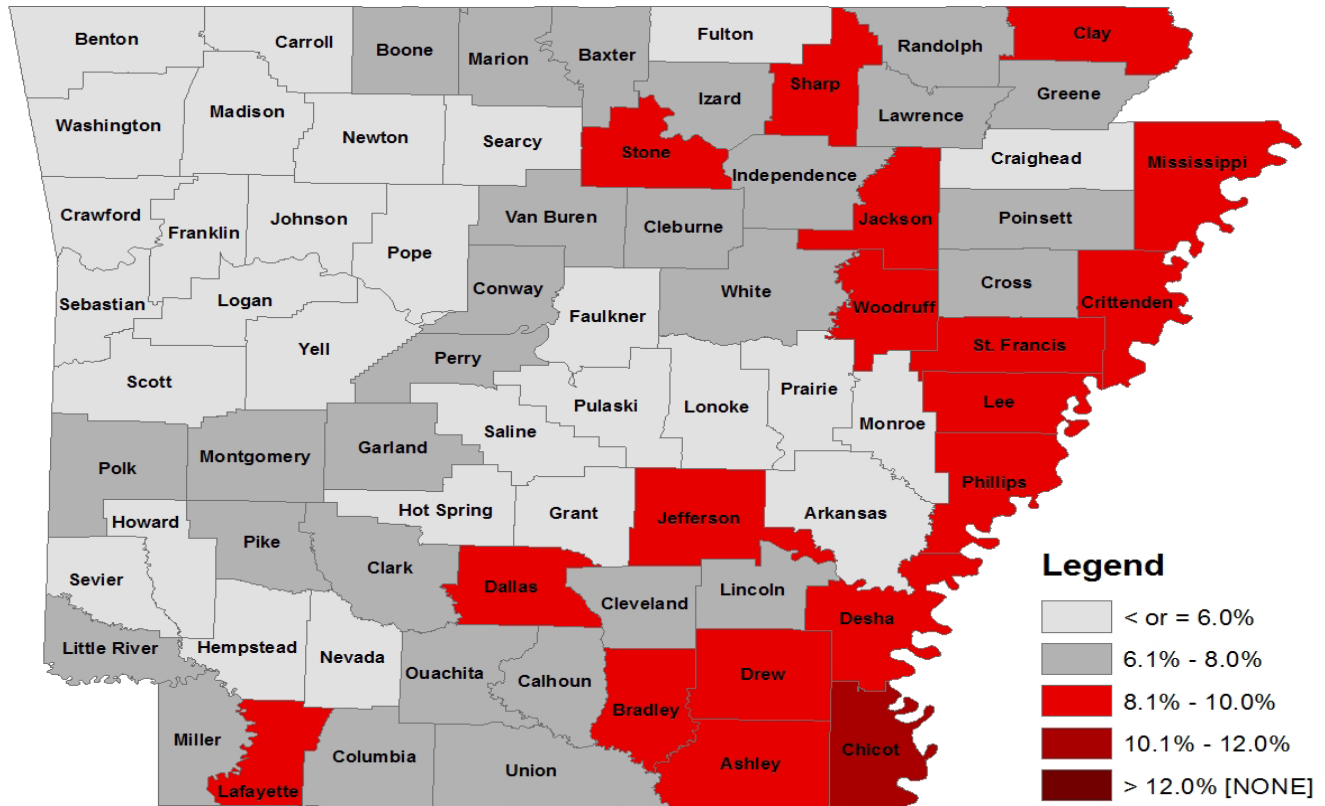 Benton
Carroll
Boone
Marion
Baxter
Fulton
Sharp
Randolph
Clay
Washington
Madison
Newton
Searcy
Stone
Izard
Lawrence
Greene
Independence
Craighead
Mississippi
Crawford
Franklin
Johnson
Pope
Van Buren
Cleburne
Jackson
Poinsett
Sebastian
Logan
Conway
Faulkner
White
Woodruff
Cross
Crittenden
Scott
Yell
Perry
Pulaski
Lonoke
Prairie
Monroe
St. Francis
Lee
Polk
Montgomery
Garland
Saline
Phillips
Howard
Hot Spring
Grant
Jefferson
Arkansas
Sevier
Pike
Clark
Dallas
Cleveland
Lincoln
Desha
Little River
Hempstead
Nevada
Ouachita
Calhoun
Bradley
Drew
Miller
Lafayette
Columbia
Union
Ashley
Chicot
Legend
< or = 6.0%
6.1% - 8.0%
8.1% - 10.0%
10.1% - 12.0%
> 12.0% [NONE]